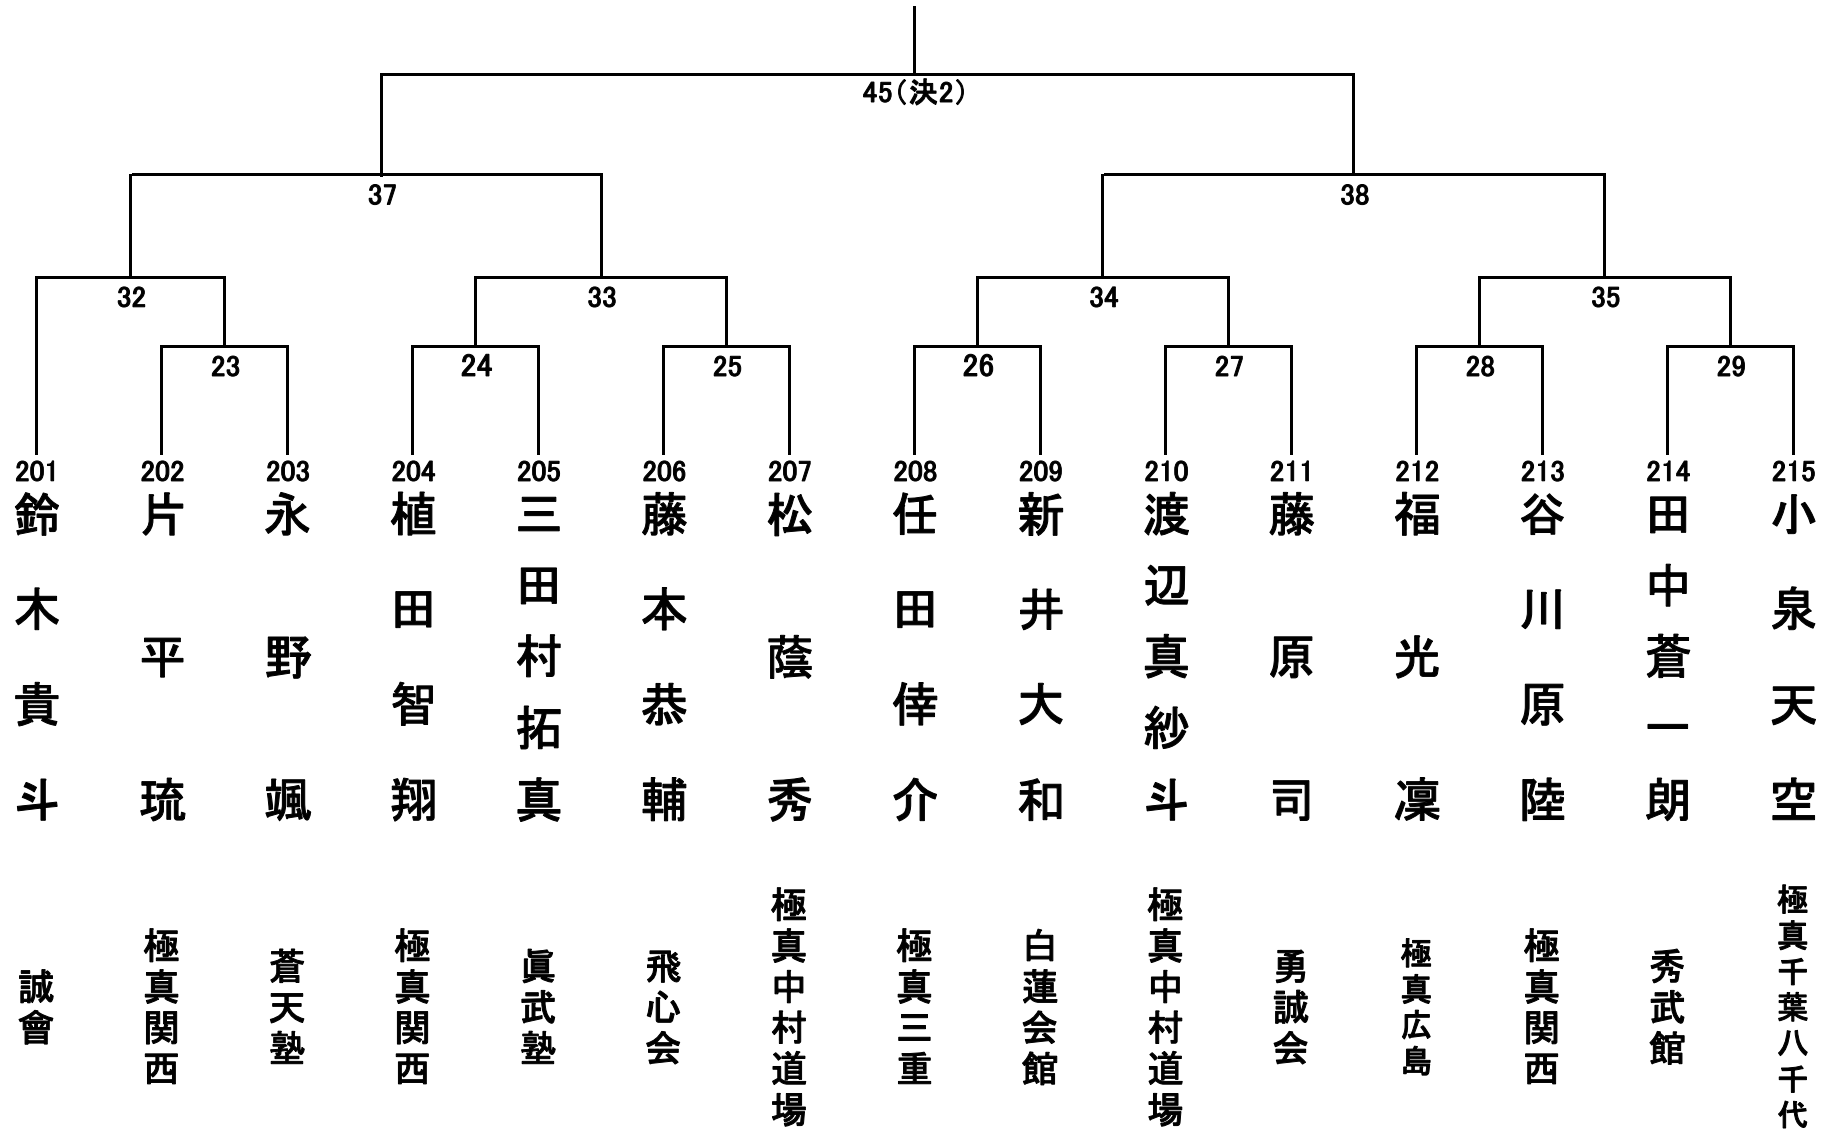 45(決2)
37
38
32
33
34
35
23
24
25
26
27
28
29
201
202
203
204
205
206
207
208
209
210
211
212
213
214
215
鈴木貴斗
片平琉
永野颯
植田智翔
三田村拓真
藤本恭輔
松蔭秀
任田倖介
新井大和
渡辺真紗斗
藤原司
福光凜
谷川原陸
田中蒼一朗
小泉天空
誠會
極真関西
蒼天塾
極真関西
眞武塾
飛心会
極真中村道場
極真三重
白蓮会館
極真中村道場
勇誠会
極真広島
極真関西
秀武館
極真千葉八千代